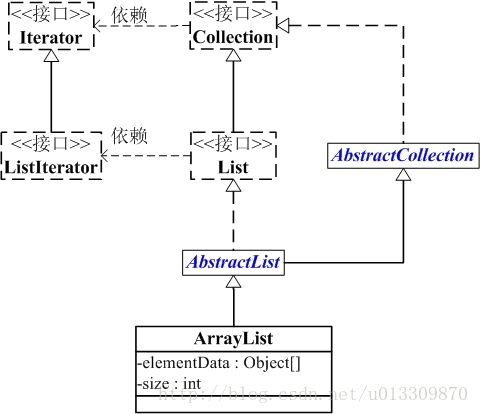 <<接口>>
Iterator
依赖
<<接口>>
Collection
<<接口>>
ListIterator
依赖
<<接口>>
List
AbstractCollection
AbstractList
ArrayList
-elementData : Object[]
-size : int
http://blog.csdn.net/u013309870